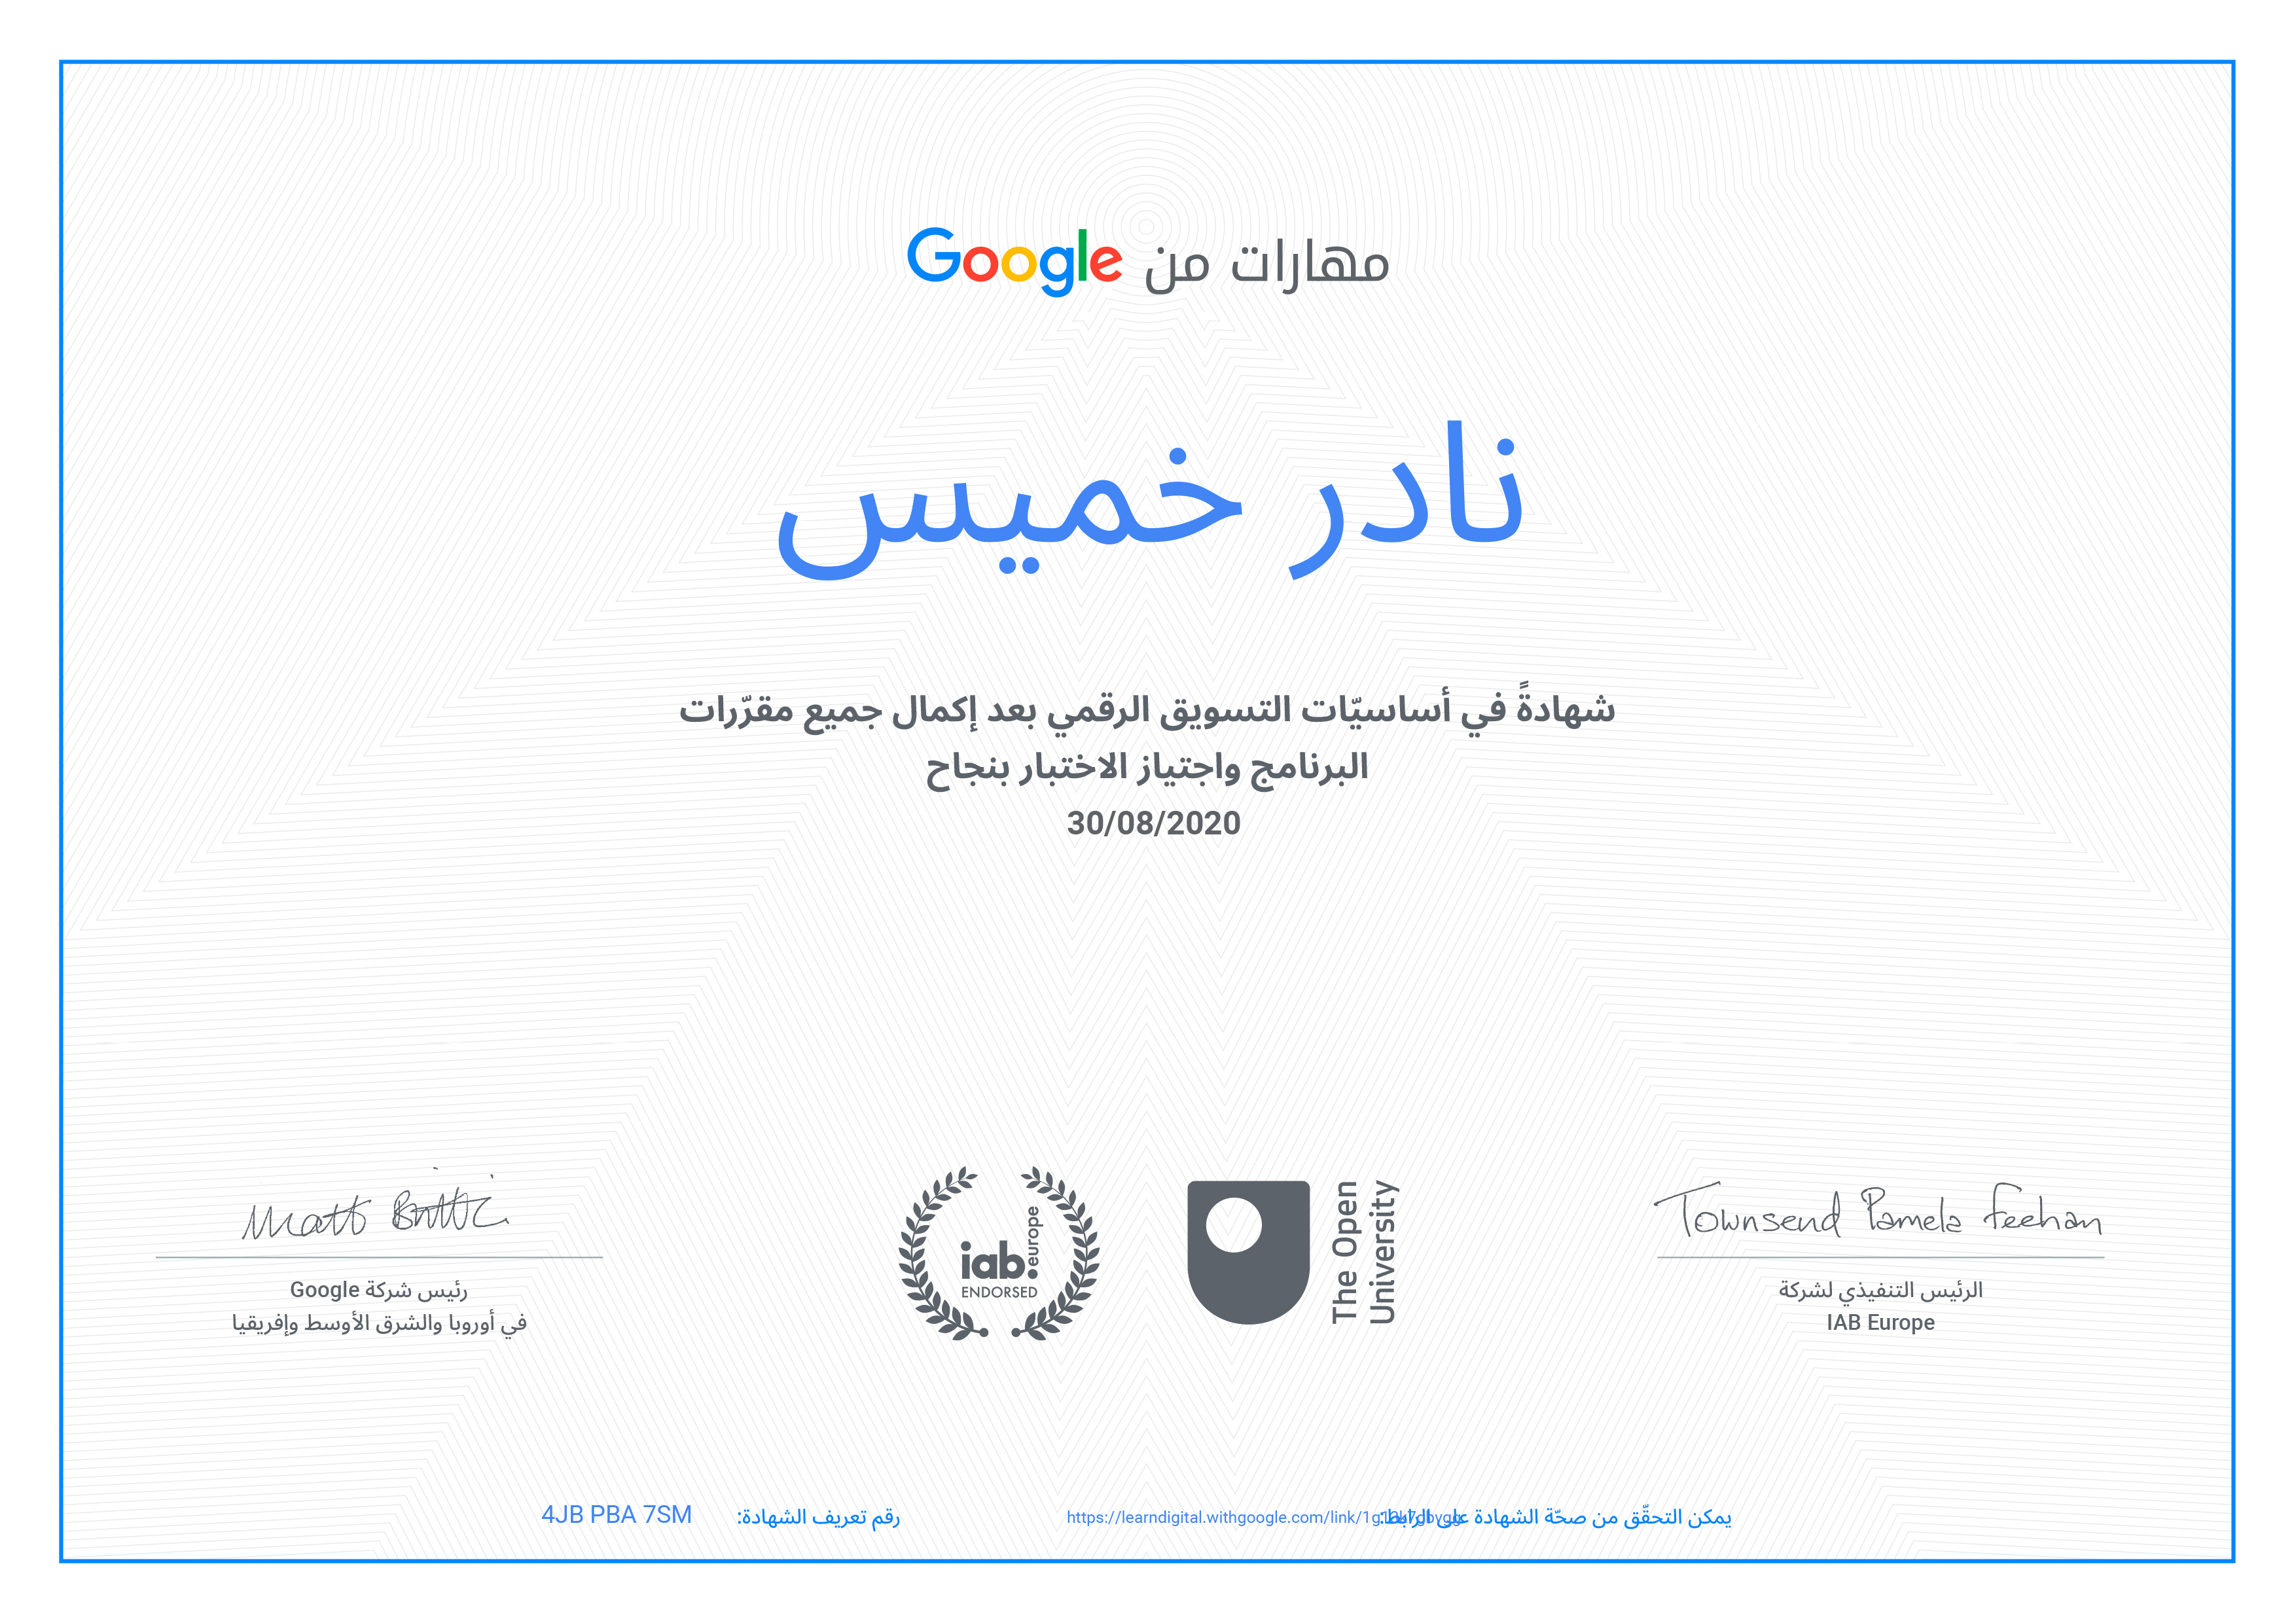 مهارات من Google
نادر خميس
شهادةً في أساسيّات التسويق الرقمي بعد إكمال جميع مقرّرات
البرنامج واجتياز الاختبار بنجاح
30/08/2020
Townsend Pamela Feehan
الرئيس التنفيذي لشركة
IAB Europe
The Open
University
iab.europe
ENDORSED
Matt Brittin
رئيس شركة Google
في أوروبا والشرق الأوسط وإفريقيا
يمكن التحقّق من صحّة الشهادة على الرابط: https://learndigital.withgoogle.com/link/
رقم تعريف الشهادة: 4JB PBA 7SM